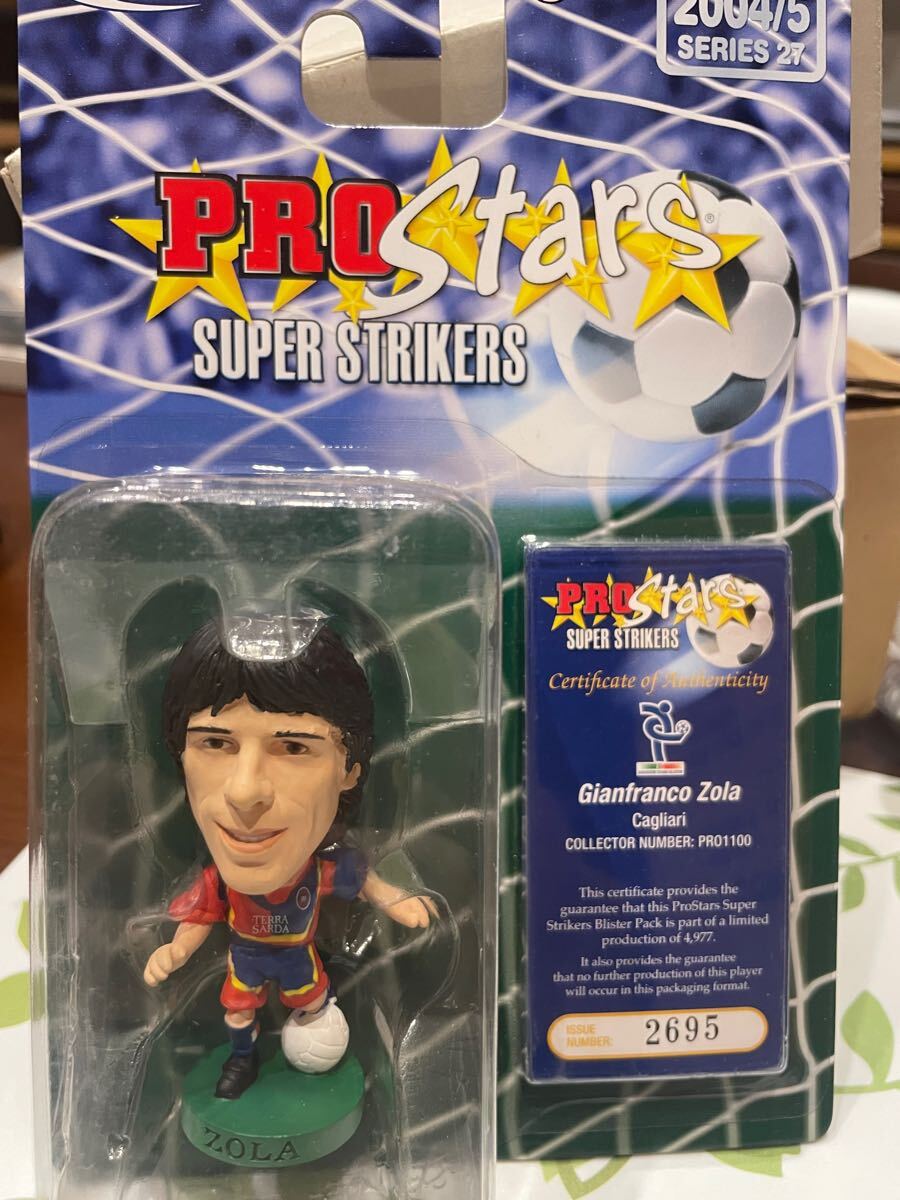 2004/5
SERIES 27
PRO Stars ®
SUPER STRIKERS
PRO Stars
SUPER STRIKERS
Certificate of Authenticity
Gianfranco Zola
Cagliari
COLLECTOR NUMBER: PRO1100
This certificate provides the
guarantee that this ProStars Super
Strikers Blister Pack is part of a limited
production of 4,977.
It also provides the guarantee
that no further production of this player
will occur in this packaging format.
ISSUE
NUMBER: 2695
TERRA
SARDA
ZOLA